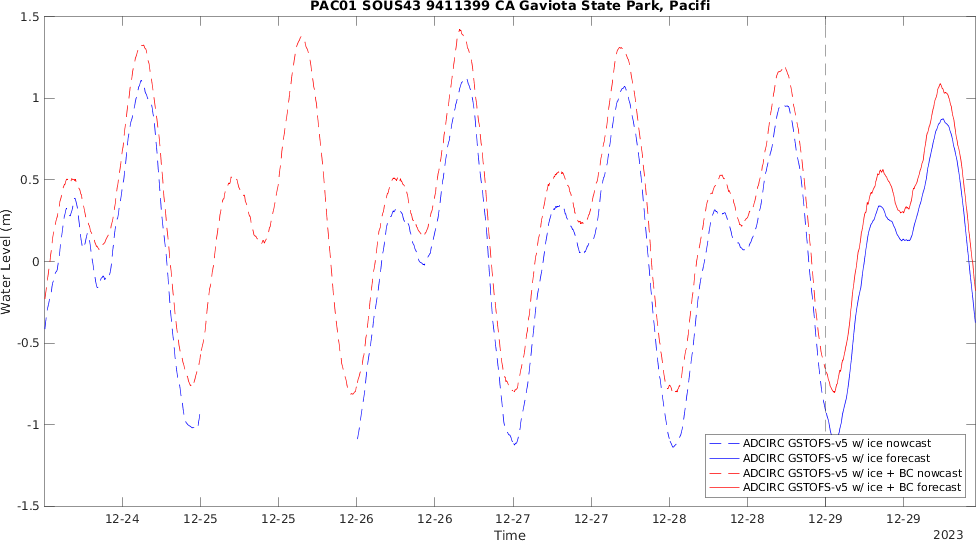 PAC01 SOUS43 9411399 CA Gaviota State Park, Pacifi
1.5
1
0.5
0
-0.5
-1
-1.5
Water Level (m)
ADCIRC GSTOFS-v5 w/ ice nowcast
ADCIRC GSTOFS-v5 w/ ice forecast
ADCIRC GSTOFS-v5 w/ ice + BC nowcast
ADCIRC GSTOFS-v5 w/ ice + BC forecast
12-24 12-25 12-25 12-26 12-26 12-27 12-27 12-28 12-28 12-29 12-29
Time
2023